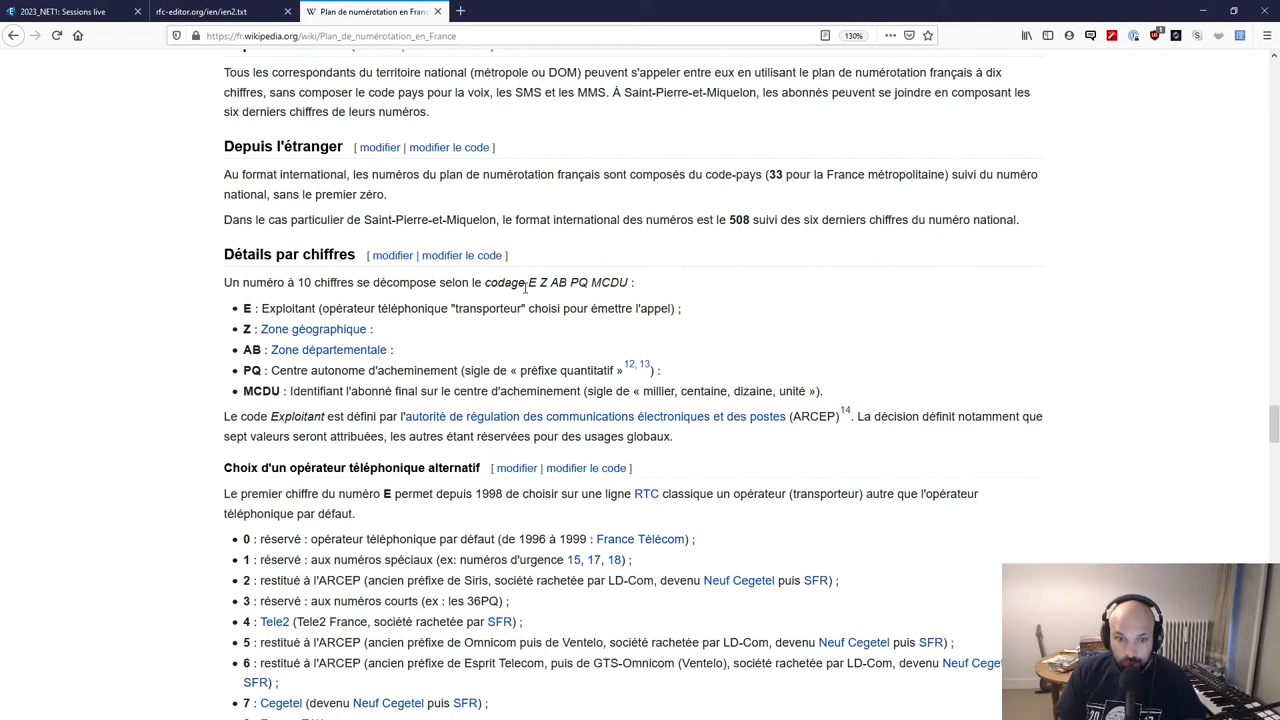 2023_NET1: Sessions live
rfc-editor.org/ien/ien2.txt
Plan de numérotation en Franc
https://fr.wikipedia.org/wiki/Plan_de_numérotation_en_France
130%
Tous les correspondants du territoire national (métropole ou DOM) peuvent s'appeler entre eux en utilisant le plan de numérotation français à dix
chiffres, sans composer le code pays pour la voix, les SMS et les MMS. À Saint-Pierre-et-Miquelon, les abonnés peuvent se joindre en composant les
six derniers chiffres de leurs numéros.
Depuis l'étranger [ modifier | modifier le code ]
Au format international, les numéros du plan de numérotation français sont composés du code-pays (33 pour la France métropolitaine) suivi du numéro
national, sans le premier zéro.
Dans le cas particulier de Saint-Pierre-et-Miquelon, le format international des numéros est le 508 suivi des six derniers chiffres du numéro national.
Détails par chiffres [ modifier | modifier le code ]
Un numéro à 10 chiffres se décompose selon le codage E Z AB PQ MCDU :
• E : Exploitant (opérateur téléphonique "transporteur" choisi pour émettre l'appel) ;
• Z : Zone géographique :
• AB : Zone départementale :
• PQ : Centre autonome d'acheminement (sigle de « préfixe quantitatif » 12, 13) :
• MCDU : Identifiant l'abonné final sur le centre d'acheminement (sigle de « millier, centaine, dizaine, unité »).
Le code Exploitant est défini par l'autorité de régulation des communications électroniques et des postes (ARCEP)14. La décision définit notamment que
sept valeurs seront attribuées, les autres étant réservées pour des usages globaux.
Choix d'un opérateur téléphonique alternatif [ modifier | modifier le code ]
Le premier chiffre du numéro E permet depuis 1998 de choisir sur une ligne RTC classique un opérateur (transporteur) autre que l'opérateur
téléphonique par défaut.
• 0 : réservé : opérateur téléphonique par défaut (de 1996 à 1999 : France Télécom) ;
• 1 : réservé : aux numéros spéciaux (ex: numéros d'urgence 15, 17, 18) ;
• 2 : restitué à l'ARCEP (ancien préfixe de Siris, société rachetée par LD-Com, devenu Neuf Cegetel puis SFR) ;
• 3 : réservé : aux numéros courts (ex : les 36PQ) ;
• 4 : Tele2 (Tele2 France, société rachetée par SFR) ;
• 5 : restitué à l'ARCEP (ancien préfixe de Omnicom puis de Ventelo, société rachetée par LD-Com, devenu Neuf Cegetel puis SFR) ;
• 6 : restitué à l'ARCEP (ancien préfixe de Esprit Telecom, puis de GTS-Omnicom (Ventelo), société rachetée par LD-Com, devenu Neuf Ceget
SFR) ;
• 7 : Cegetel (devenu Neuf Cegetel puis SFR) ;